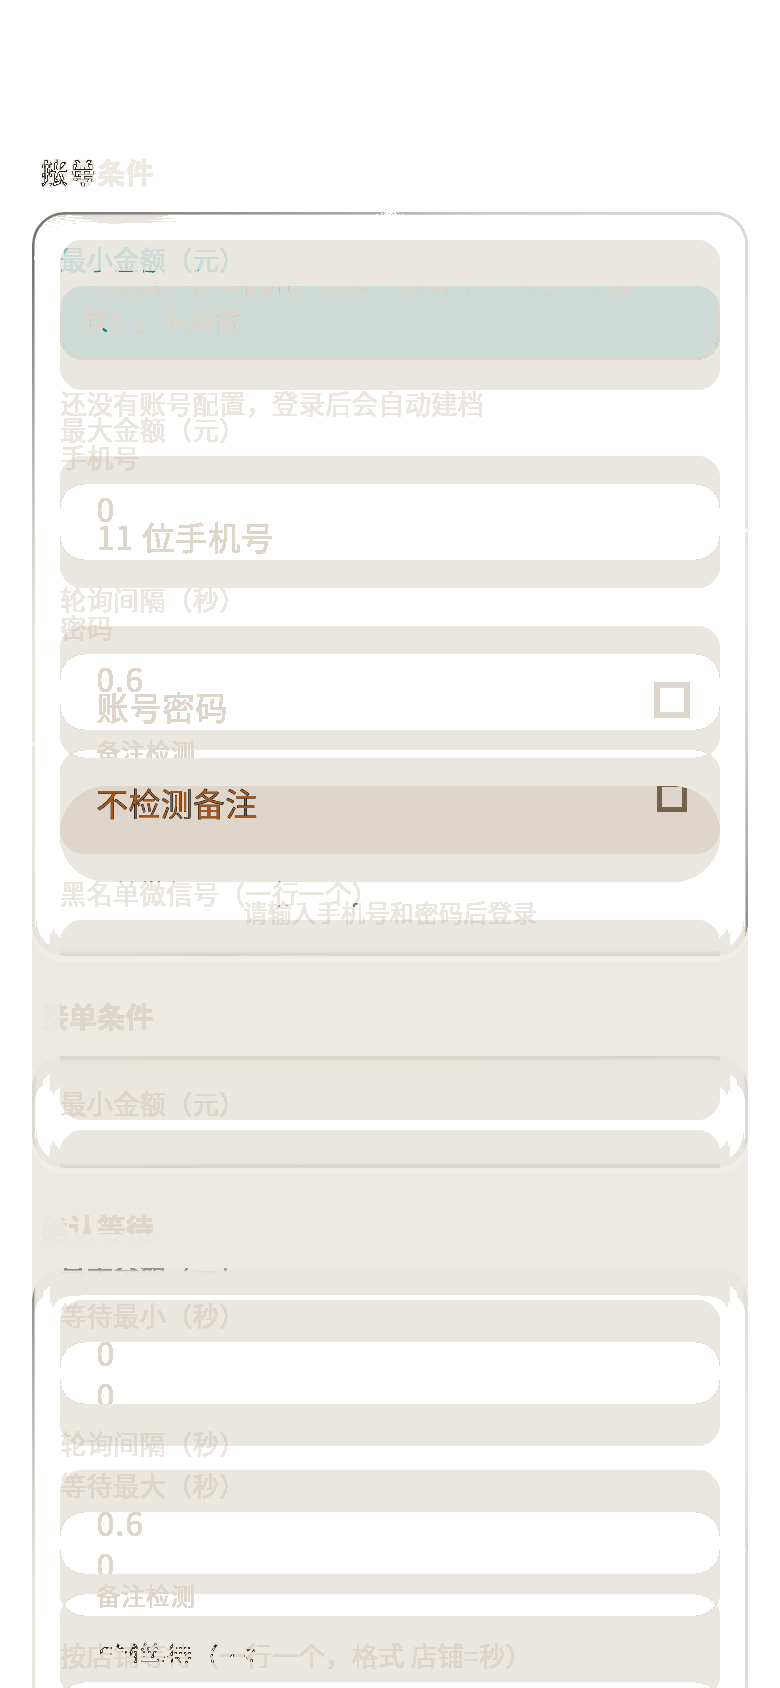 条件
最小金额（元）
还没有账号配置，登录后会自动建档
最大金额（元）
手机号
0
11 位手机号
轮询间隔（秒）
密码
0.6
账号密码
备注检测
不检测备注
黑名单微信号（一行一个）
请输入手机号和密码后登录
接单条件
最小金额（元）
确认等待
等待最小（秒）
0
0
轮询间隔（秒）
等待最大（秒）
0.6
0
备注检测
按店铺等待（一行一个，格式 店铺=秒）